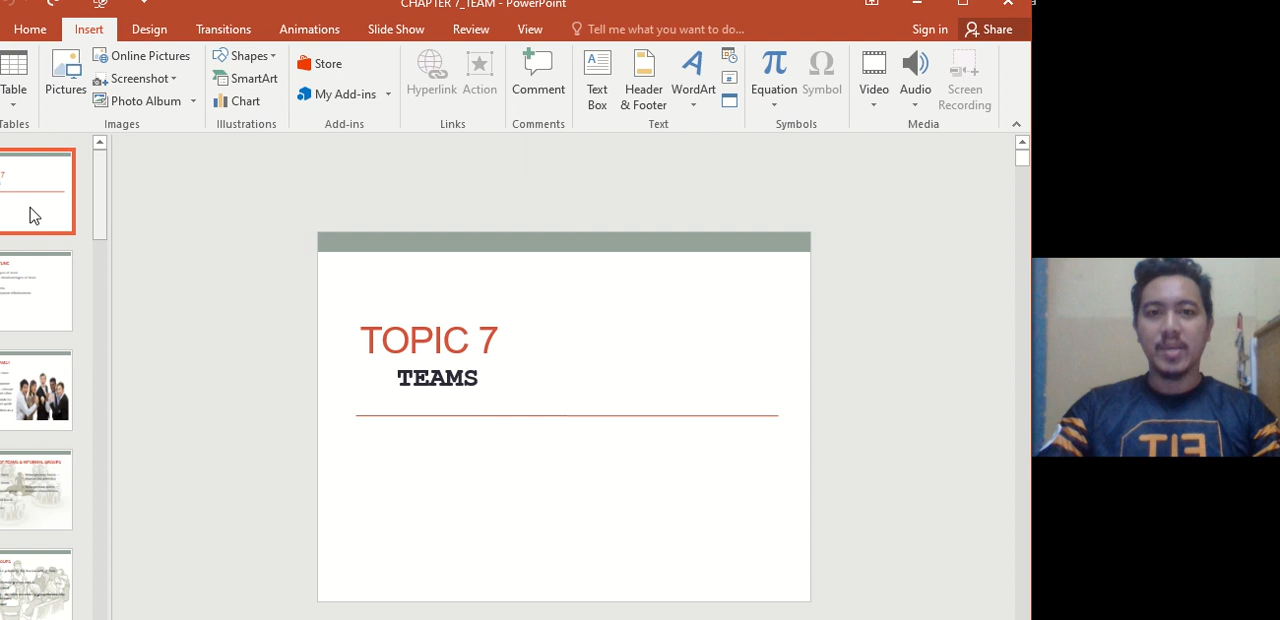 CHAPTER 7_TEAM - PowerPoint
Home Insert Design Transitions Animations Slide Show Review View Tell me what you want to do... Sign in Share
Table
Pictures
Online Pictures
Screenshot
Photo Album
Shapes
SmartArt
Chart
Store
My Add-ins
Hyperlink
Action
Comment
Text Box
Header & Footer
WordArt
Equation
Symbol
Video
Audio
Screen Recording
Tables Images Illustrations Add-ins Links Comments Text Symbols Media
7
TOPIC 7
TEAMS